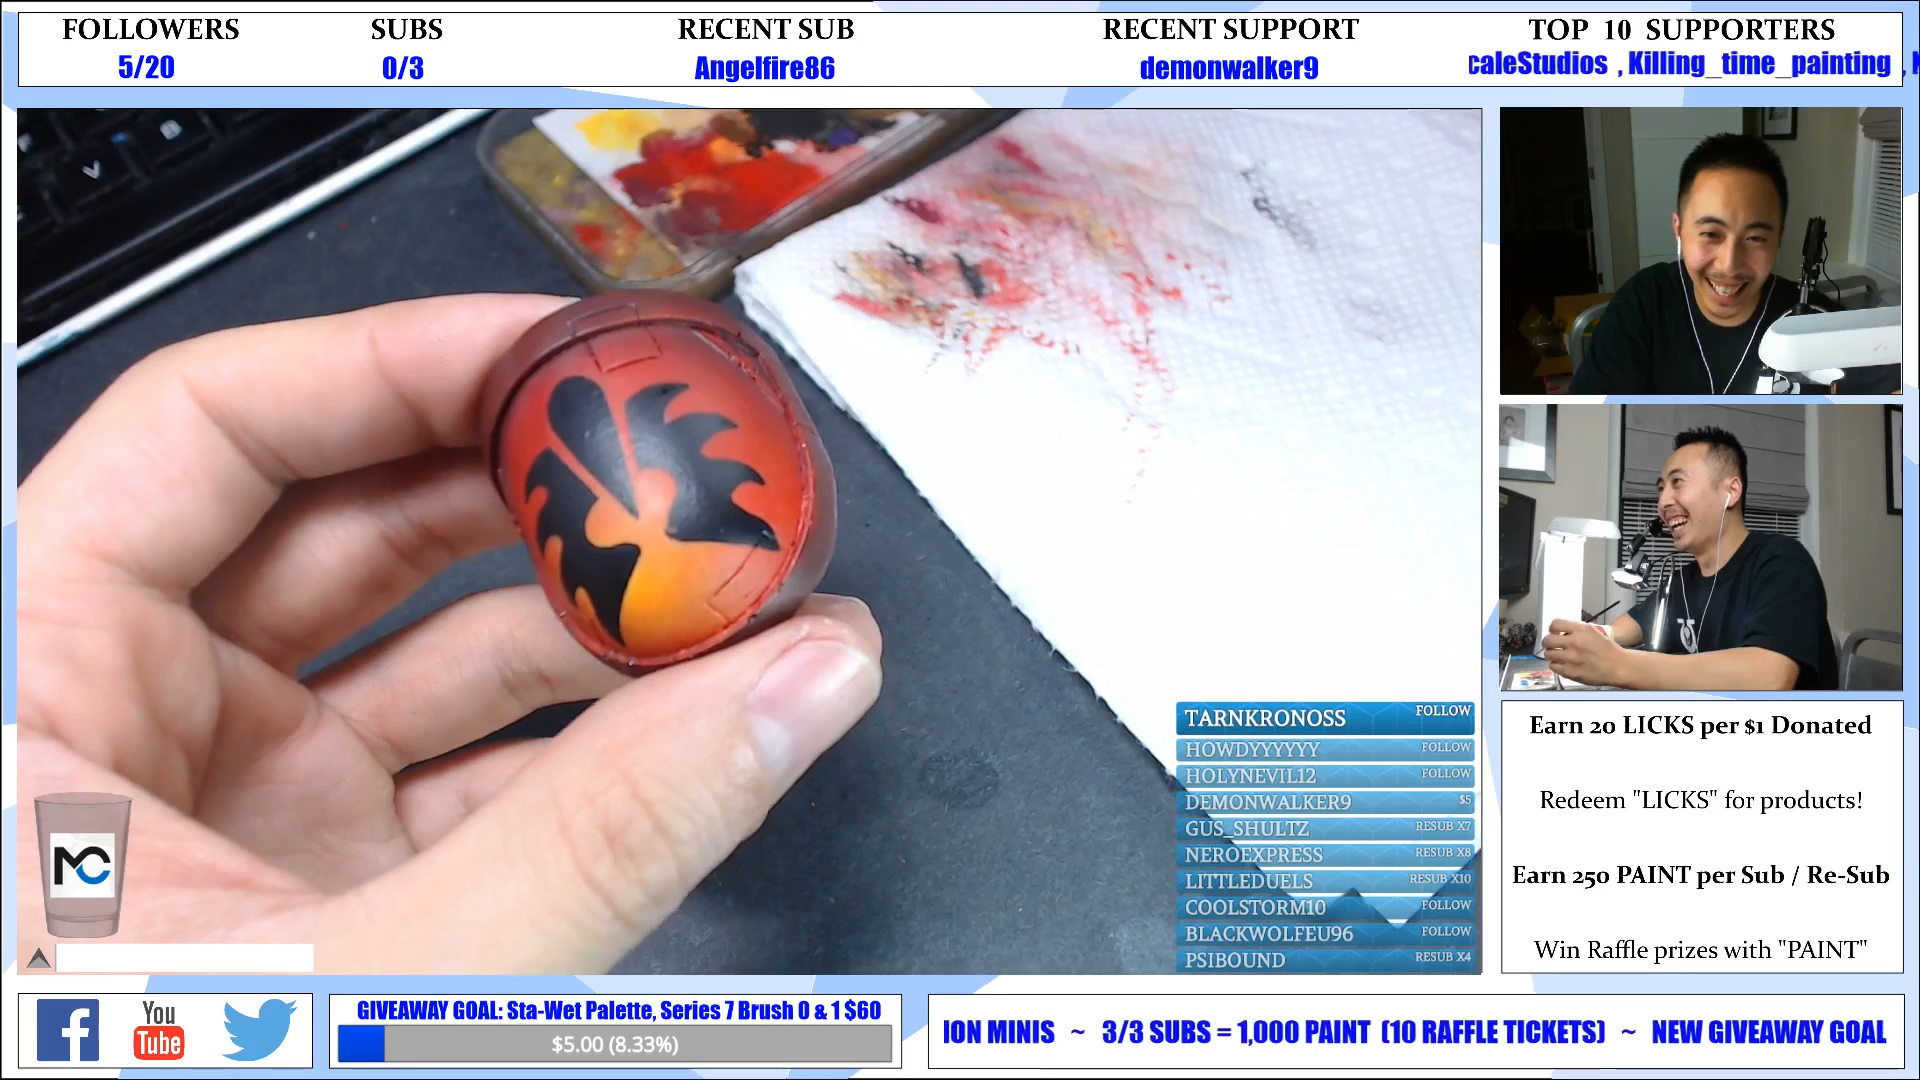 FOLLOWERS
5/20
SUBS
0/3
RECENT SUB
Angelfire86
RECENT SUPPORT
demonwalker9
TOP 10 SUPPORTERS
caleStudios , Killing_time_painting ,
V
B
TARNKRONOSS FOLLOW
HOWDYYYYYY FOLLOW
HOLYNEVIL12 FOLLOW
DEMONWALKER9 $5
GUS_SHULTZ RESUB X7
NEROEXPRESS RESUB X8
LITTLEDUELS RESUB X10
COOLSTORM10 FOLLOW
BLACKWOLFEU96 FOLLOW
PSIBOUND RESUB X4
Earn 20 LICKS per $1 Donated
Redeem "LICKS" for products!
Earn 250 PAINT per Sub / Re-Sub
Win Raffle prizes with "PAINT"
MC
f
You
Tube
GIVEAWAY GOAL: Sta-Wet Palette, Series 7 Brush 0 & 1 $60
$5.00 (8.33%)
ION MINIS ~ 3/3 SUBS = 1,000 PAINT (10 RAFFLE TICKETS) ~ NEW GIVEAWAY GOAL